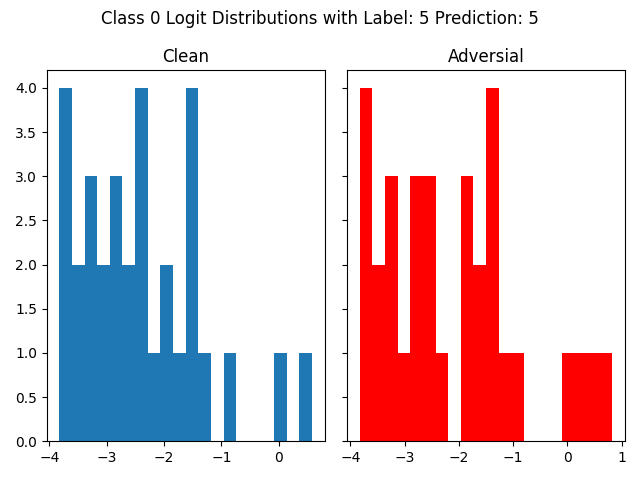 Class 0 Logit Distributions with Label: 5 Prediction: 5
Clean
Adversial
4.0
3.5
3.0
2.5
2.0
1.5
1.0
0.5
0.0
−4 −3 −2 −1 0
−4 −3 −2 −1 0 1